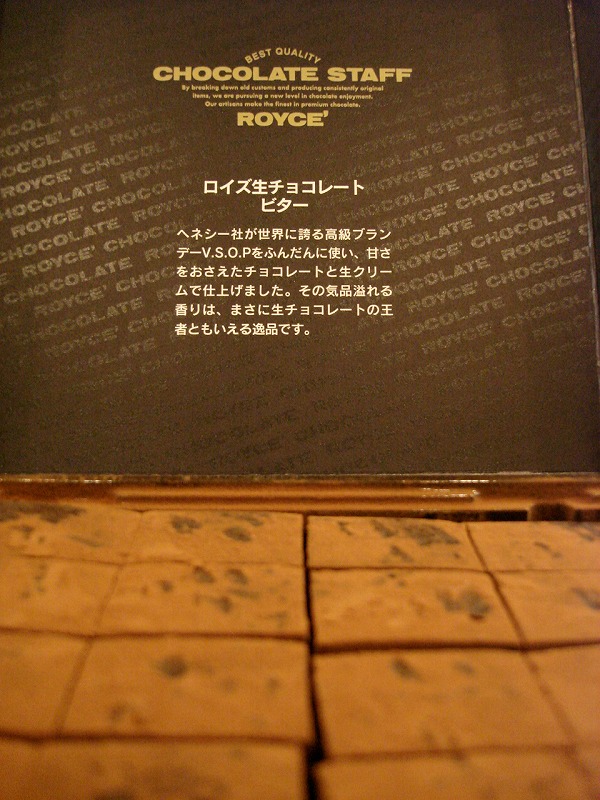 BEST QUALITY
CHOCOLATE STAFF
By breaking down old customs and producing consistently original
items, we are pursuing a new level in chocolate enjoyment.
Our artisans make the finest in premium chocolate.
ROYCE'
ロイズ生チョコレート
ビター
ヘネシー社が世界に誇る高級ブラン
デーV.S.O.Pをふんだんに使い、甘さ
をおさえたチョコレートと生クリー
ムで仕上げました。その気品溢れる
香りは、まさに生チョコレートの王
者ともいえる逸品です。